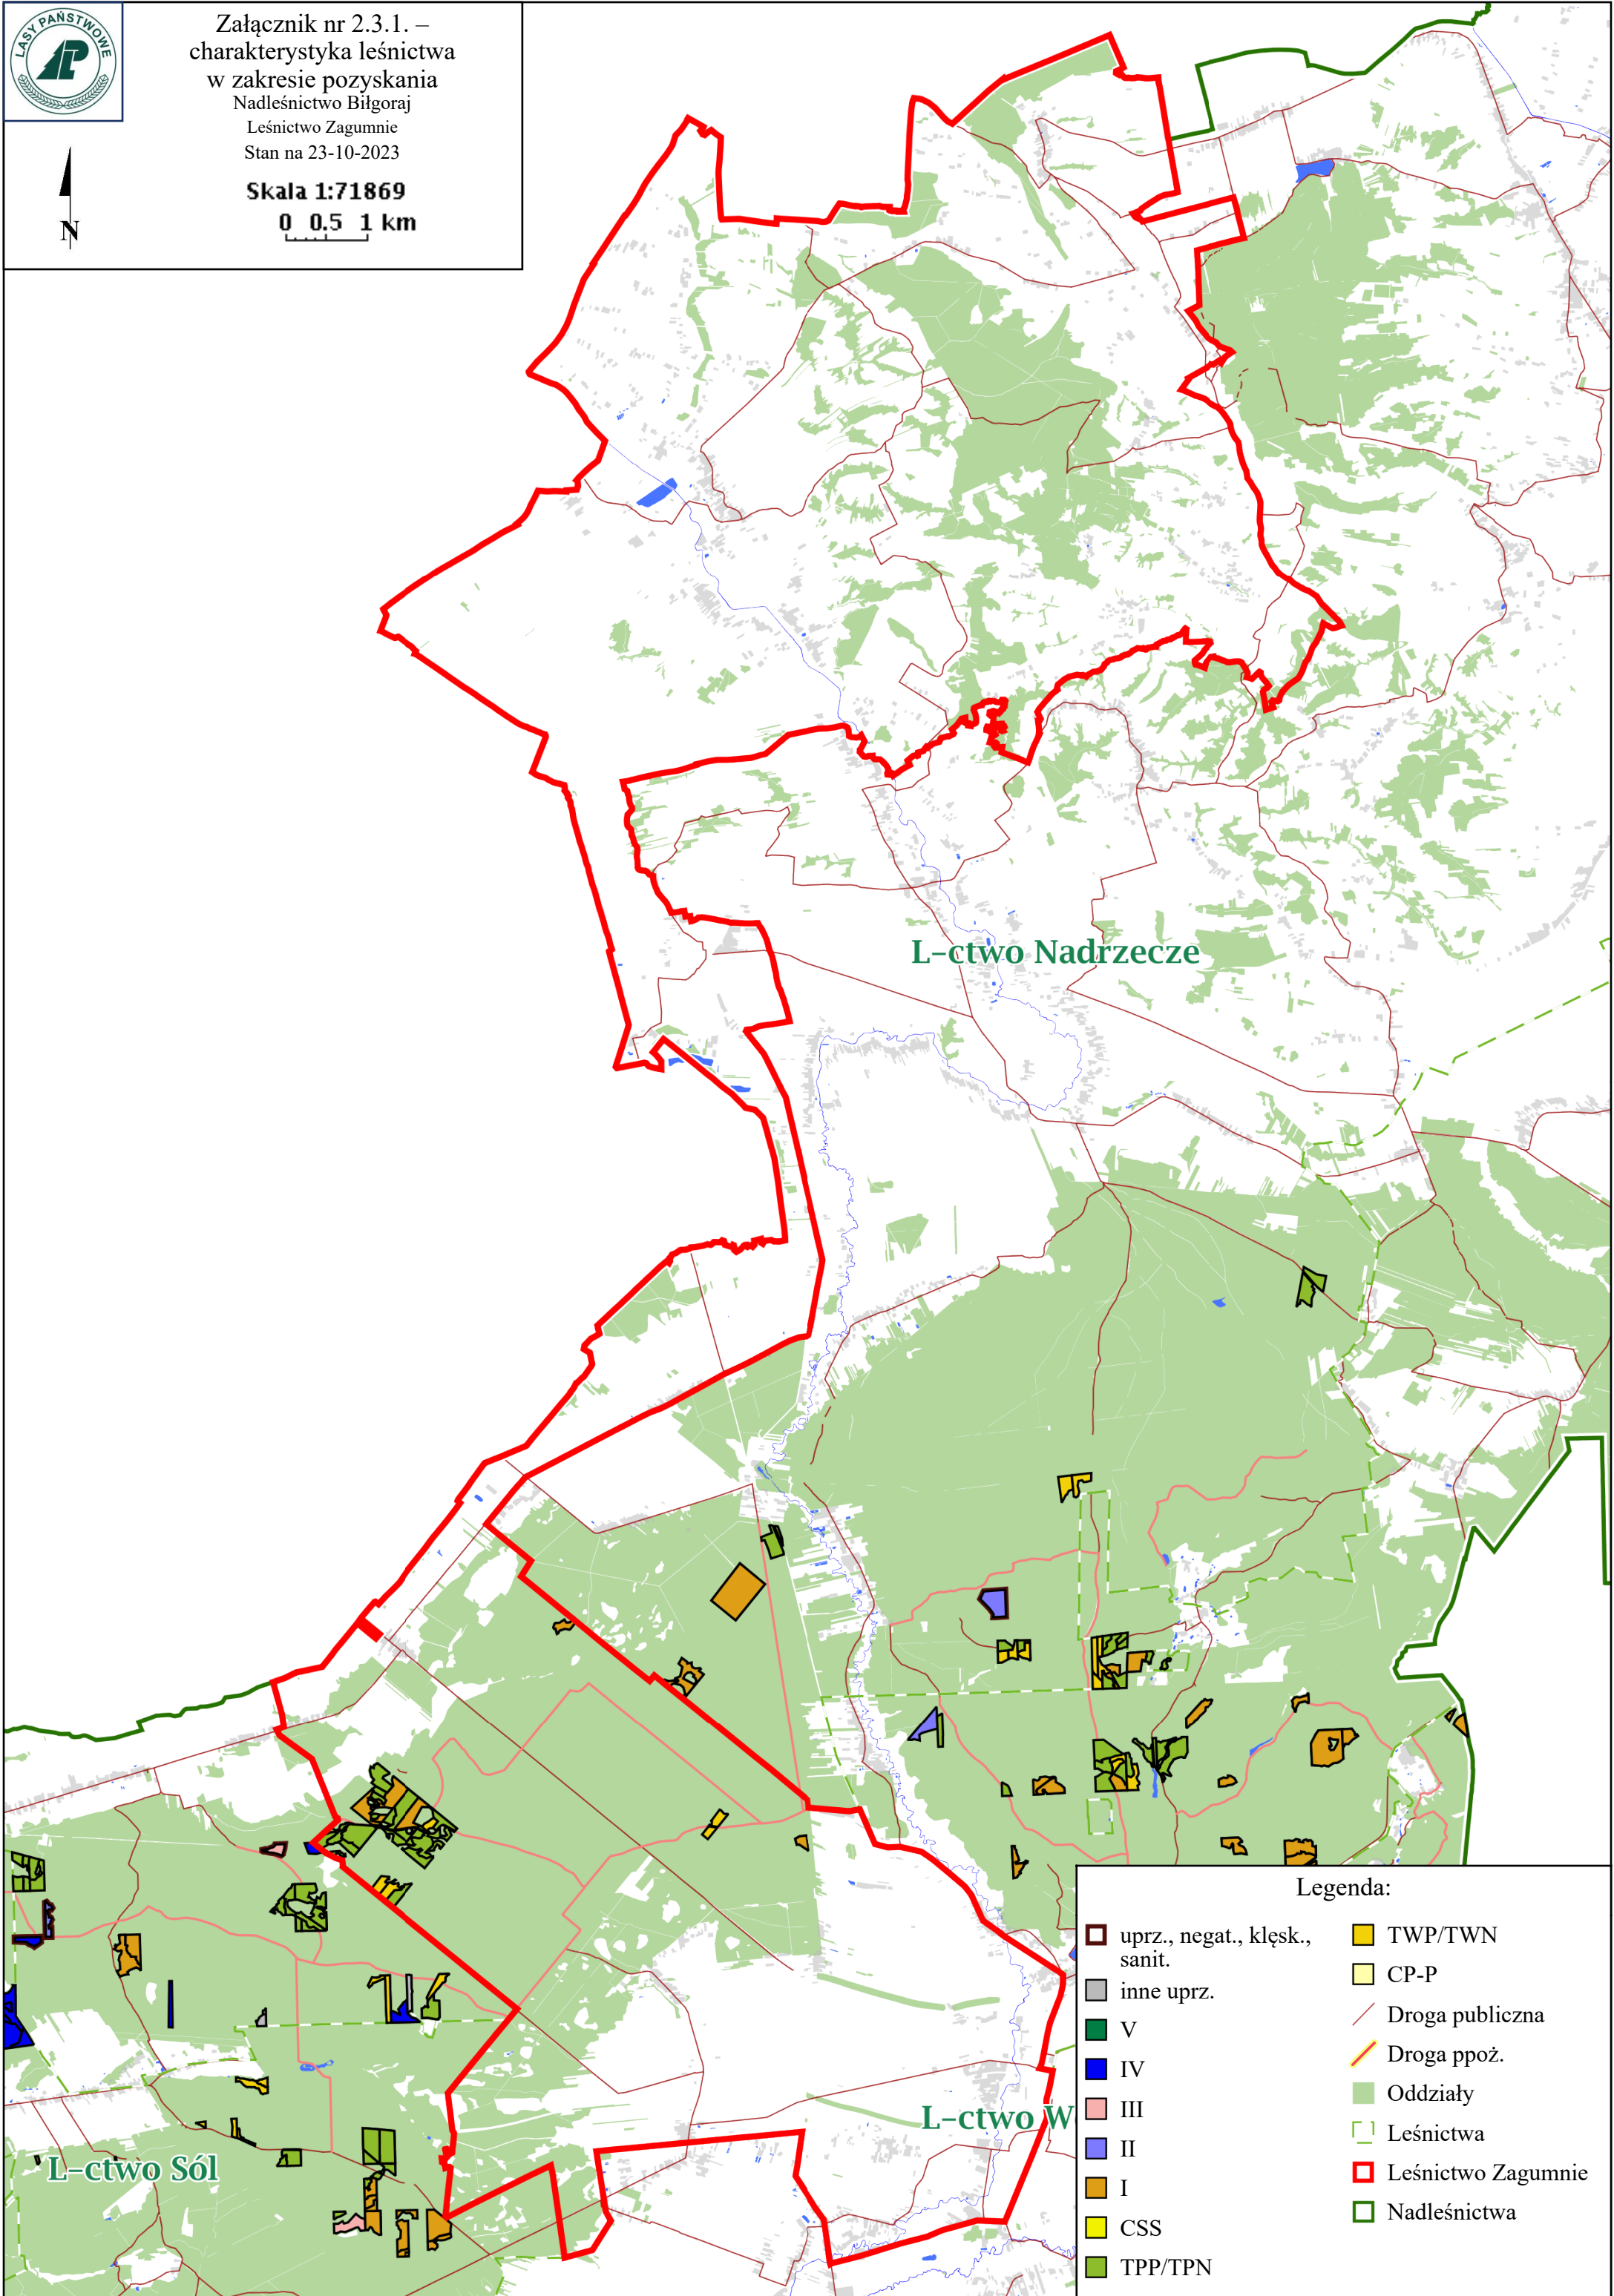 LASY PAŃSTWOWE
Załącznik nr 2.3.1. –
charakterystyka leśnictwa
w zakresie pozyskania
Nadleśnictwo Biłgoraj
Leśnictwo Zagumnie
Stan na 23-10-2023
Skala 1:71869
0 0.5 1 km
N
L-ctwo Nadrzecze
L-ctwo W
L-ctwo Sól
Legenda:
uprz., negat., klęsk.,
sanit.
inne uprz.
V
IV
III
II
I
CSS
TPP/TPN
TWP/TWN
CP-P
Droga publiczna
Droga ppoż.
Oddziały
Leśnictwa
Leśnictwo Zagumnie
Nadleśnictwa